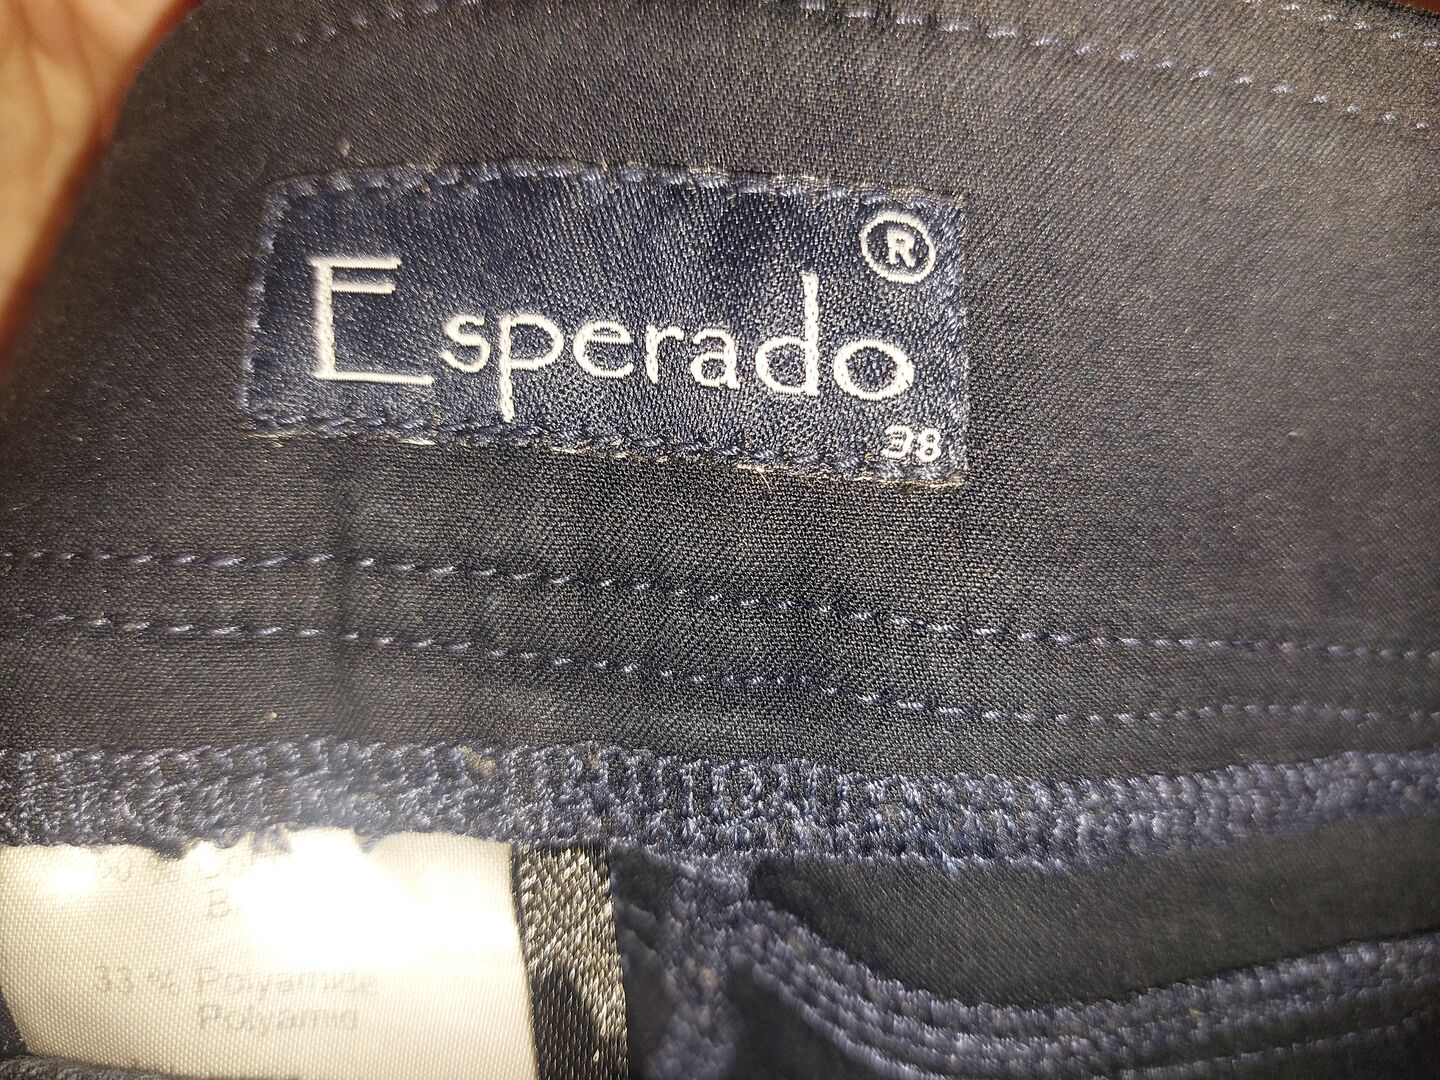 Esperado ®
38
33 % Polyamide
Polyamid